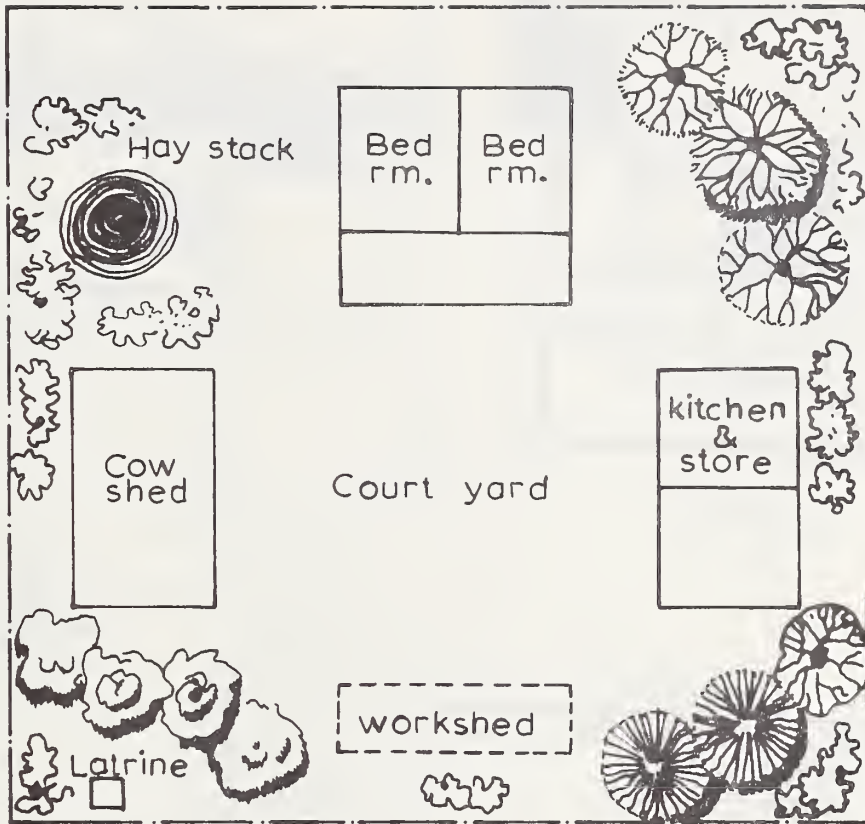 Hay stack
Bed
rm.
Bed
rm.
Cow
shed
Court yard
kitchen
&
store
workshed
Latrine